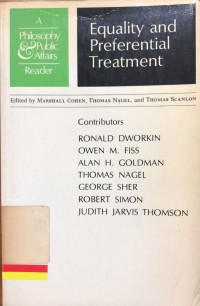 A
Philosophy
& Public
Affairs
Reader
Equality and Preferential
Treatment
Edited by MARSHALL COHEN, THOMAS NAGEL, and THOMAS SCANLON
Contributors
RONALD DWORKIN
OWEN M. FISS
ALAN H. GOLDMAN
THOMAS NAGEL
GEORGE SHER
ROBERT SIMON
JUDITH JARVIS THOMSON